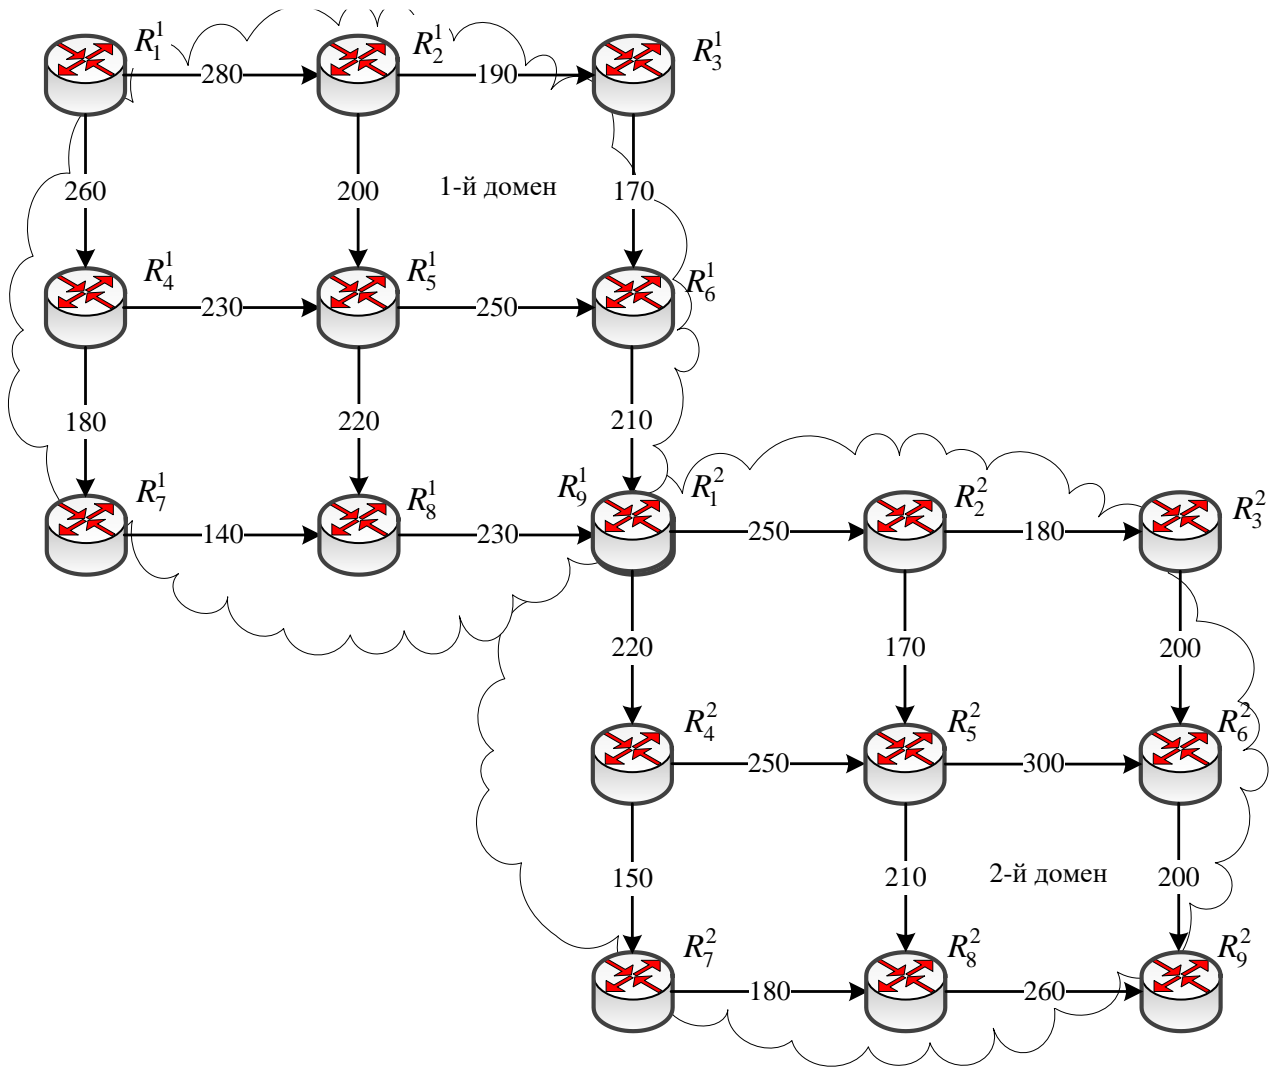 R₁¹ R₂¹ R₃¹
280 190
260 200 1-й домен 170
R₄¹ R₅¹ R₆¹
230 250
180 220 210
R₇¹ R₈¹ R₉¹ R₁² R₂² R₃²
140 230 250 180
220 170 200
R₄² R₅² R₆²
250 300
150 210 2-й домен 200
R₇² R₈² R₉²
180 260